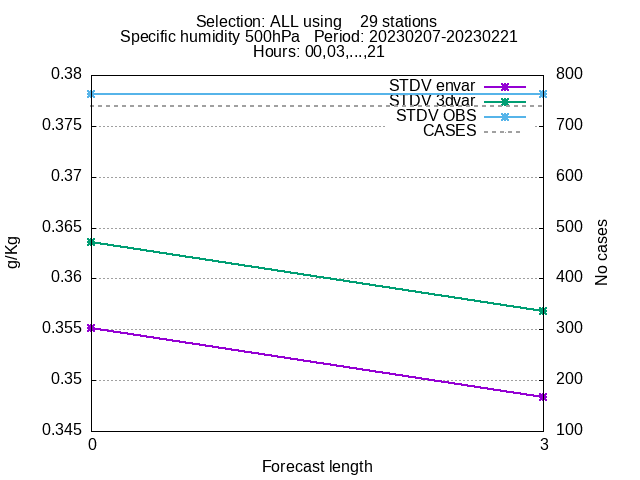 Selection: ALL using 29 stations
Specific humidity 500hPa Period: 20230207-20230221
Hours: 00,03,...,21
0.38
0.375
0.37
0.365
0.36
0.355
0.35
0.345
800
700
600
500
400
300
200
100
STDV envar
STDV 3dvar
STDV OBS
CASES
g/Kg
No cases
0
3
Forecast length